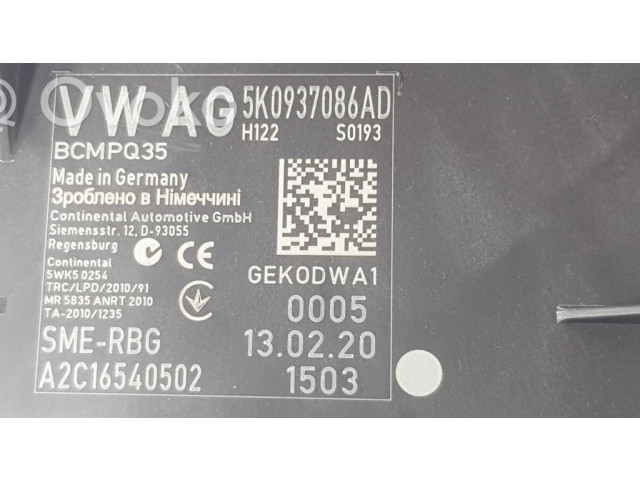 VW AG 5K0937086AD
H122 S0193
BCMPQ35
Made in Germany
Зроблено в Німеччині
Continental Automotive GmbH
Siemensstr. 12, D-93055
Regensburg
Continental
5WK5 0254
TRC/LPD/2010/91
MR 5835 ANRT 2010
TA-2010/1235
GEK0DWA1
0005
SME-RBG 13.02.20
A2C16540502 1503